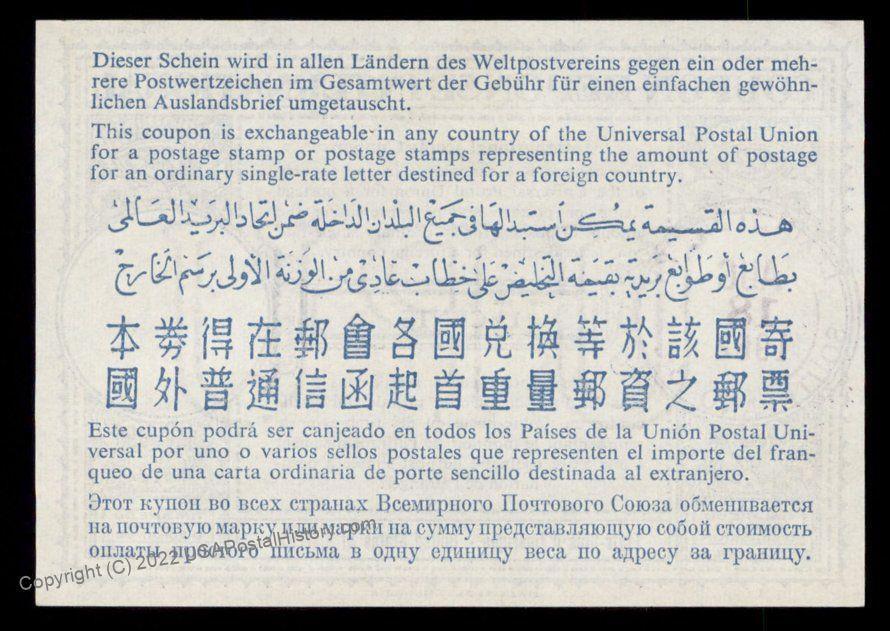 Dieser Schein wird in allen Ländern des Weltpostvereins gegen ein oder meh-
rere Postwertzeichen im Gesamtwert der Gebühr für einen einfachen gewöhn-
lichen Auslandsbrief umgetauscht.
This coupon is exchangeable in any country of the Universal Postal Union
for a postage stamp or postage stamps representing the amount of postage
for an ordinary single-rate letter destined for a foreign country.
هذه القسيمة يمكن استبدالها في جميع البلدان الداخلة ضمن اتحاد البريد العالمى
بطابع أو طوابع بريدية بقيمة التخليص على خطاب عادى من الوزنة الأولى برسم الخارج
本券得在郵會各國兌換等於該國寄
國外普通信函起首重量郵資之郵票
Este cupón podrá ser canjeado en todos los Países de la Unión Postal Uni-
versal por uno o varios sellos postales que representen el importe del fran-
queo de una carta ordinaria de porte sencillo destinada al extranjero.
Этот купон во всех странах Всемирного Почтового Союза обменивается
на почтовую марку или марки на сумму представляющую собой стоимость
оплаты простого письма в одну единицу веса по адресу за границу.
Copyright (C) 2022 USAPostalHistory.com